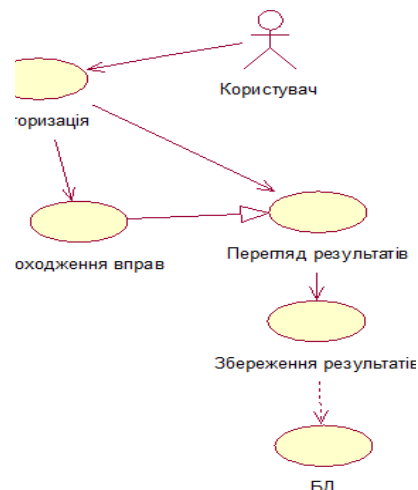 Користувач
торизація
оходження вправ
Перегляд результатів
Збереження результатів
БД